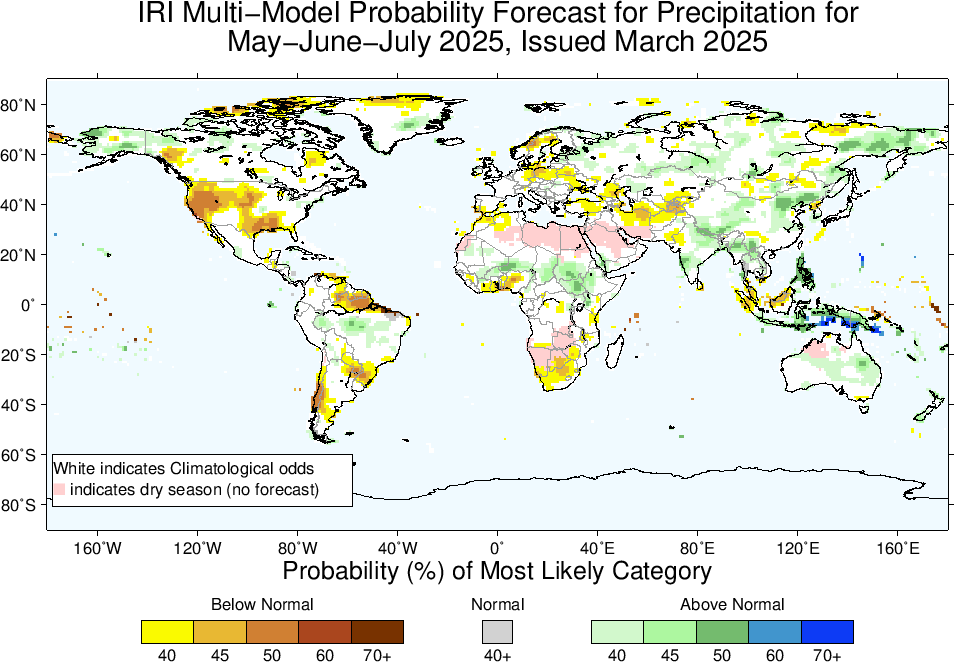 IRI Multi−Model Probability Forecast for Precipitation for
May−June−July 2025, Issued March 2025
80˚N
60˚N
40˚N
20˚N
0˚
20˚S
40˚S
60˚S
80˚S
White indicates Climatological odds
indicates dry season (no forecast)
160˚W 120˚W 80˚W 40˚W 0˚ 40˚E 80˚E 120˚E 160˚E
Probability (%) of Most Likely Category
Below Normal Normal Above Normal
40 45 50 60 70+ 40+ 40 45 50 60 70+